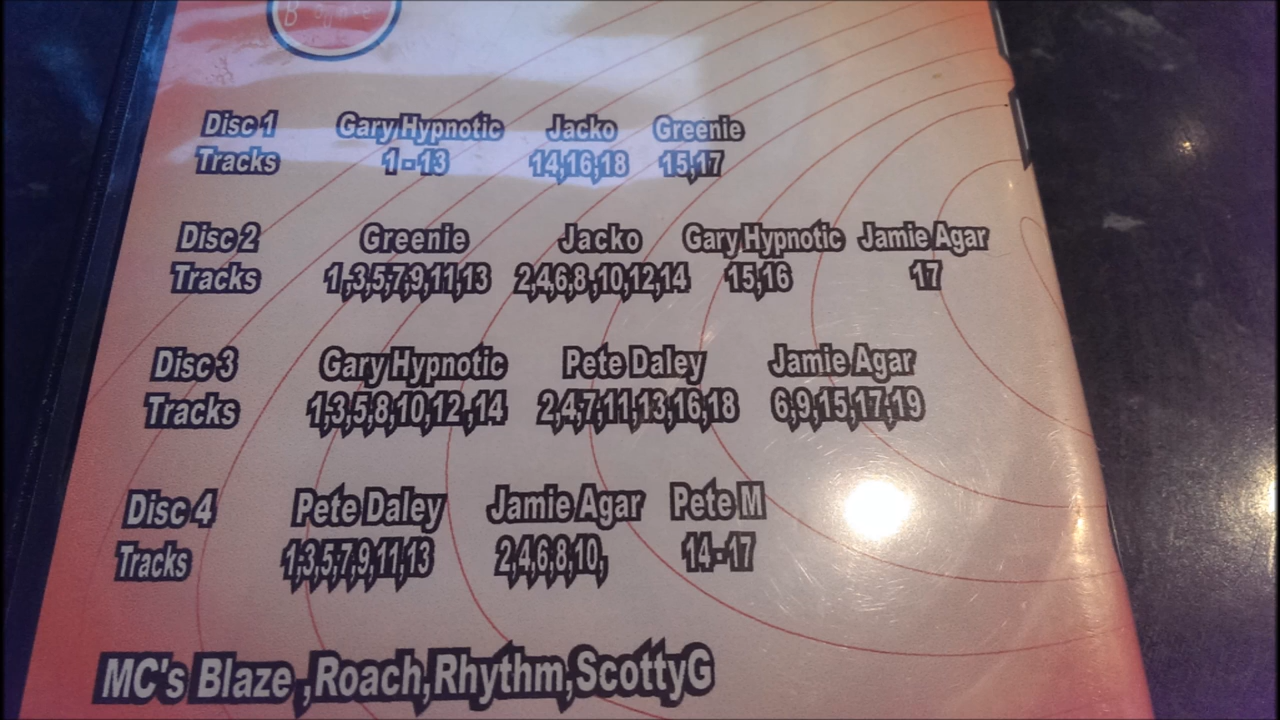 Bounce
Disc 1 Gary Hypnotic Jacko Greenie
Tracks 1 - 13 14,16,18 15,17
Disc 2 Greenie Jacko Gary Hypnotic Jamie Agar
Tracks 1,3,5,7,9,11,13 2,4,6,8,10,12,14 15,16 17
Disc 3 Gary Hypnotic Pete Daley Jamie Agar
Tracks 1,3,5,8,10,12,14 2,4,7,11,13,16,18 6,9,15,17,19
Disc 4 Pete Daley Jamie Agar Pete M
Tracks 1,3,5,7,9,11,13 2,4,6,8,10, 14-17
MC's Blaze ,Roach,Rhythm,ScottyG